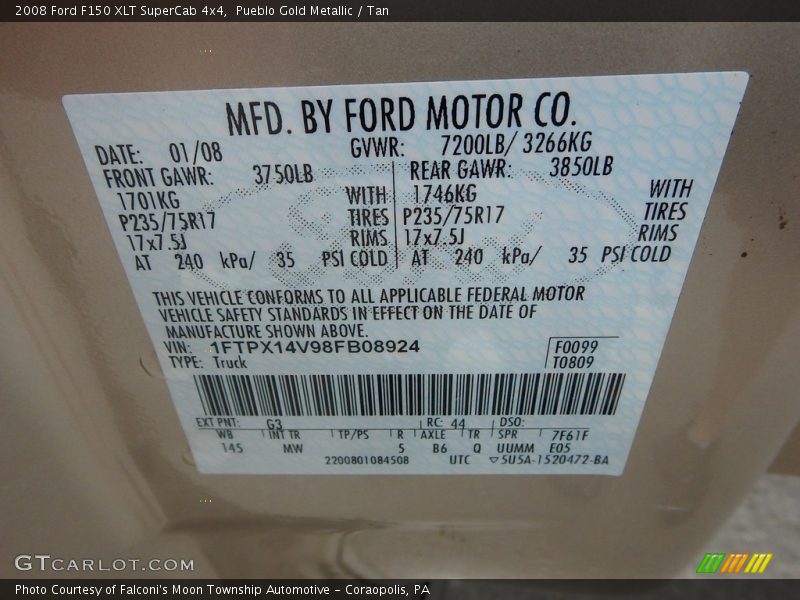 2008 Ford F150 XLT SuperCab 4x4,  Pueblo Gold Metallic / Tan
MFD. BY FORD MOTOR CO.
DATE: 01/08 GVWR: 7200LB/ 3266KG
FRONT GAWR: 3750LB REAR GAWR: 3850LB
1701KG WITH 1746KG WITH
P235/75R17 TIRES P235/75R17 TIRES
17x7.5J RIMS 17x7.5J RIMS
AT 240 kPa/ 35 PSI COLD AT 240 kPa/ 35 PSI COLD
THIS VEHICLE CONFORMS TO ALL APPLICABLE FEDERAL MOTOR
VEHICLE SAFETY STANDARDS IN EFFECT ON THE DATE OF
MANUFACTURE SHOWN ABOVE.
VIN: 1FTPX14V98FB08924 F0099
TYPE: Truck T0809
EXT PNT: G3 RC: 44 DSO:
WB INT TR TP/PS R AXLE TR SPR 7F61F
145 MW 5 B6 Q UUMM E05
2200801084508 UTC ▽5U5A-1520472-BA
GTCARLOT.COM
Photo Courtesy of Falconi's Moon Township Automotive – Coraopolis, PA